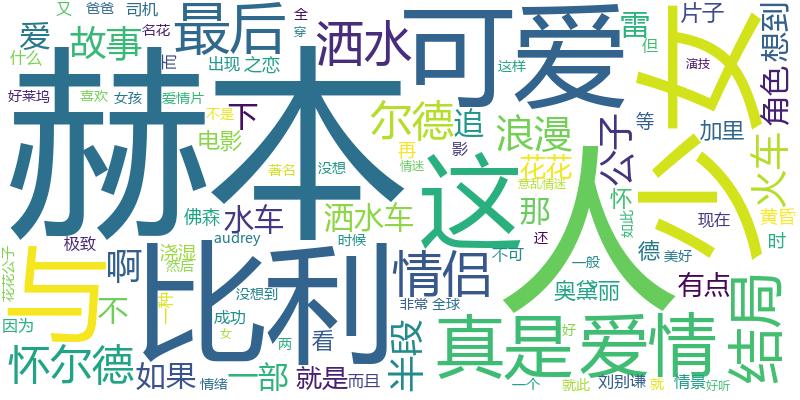 又 爸爸 司机
爱 故事 最后 洒水 可爱 雷 片子 想到
名花 全 穿 但
什么 出现 之恋
好莱坞 喜欢 女孩 爱情片 下 这样 演技
赫本 不是 尔德 追 浪漫 公子 等 加里 少女 角色
电影 再 影 花花 火车
著名 没想 情迷 这 人 意乱情迷 怀 如此
佛森 水车 洒水车 那 现在 黄昏
极致 audrey 时候 还 德 美好 时
花花公子 与 啊 浇湿 然后 比利 情侣 不可 一般 奥黛丽 有点
没想到 非常 全球
因为 不 成功 看 半段 真是 爱情 结局
女 两 好
怀尔德 如果 情绪 一部 就是 而且 一个 就此 刘别谦 就 情景 好听